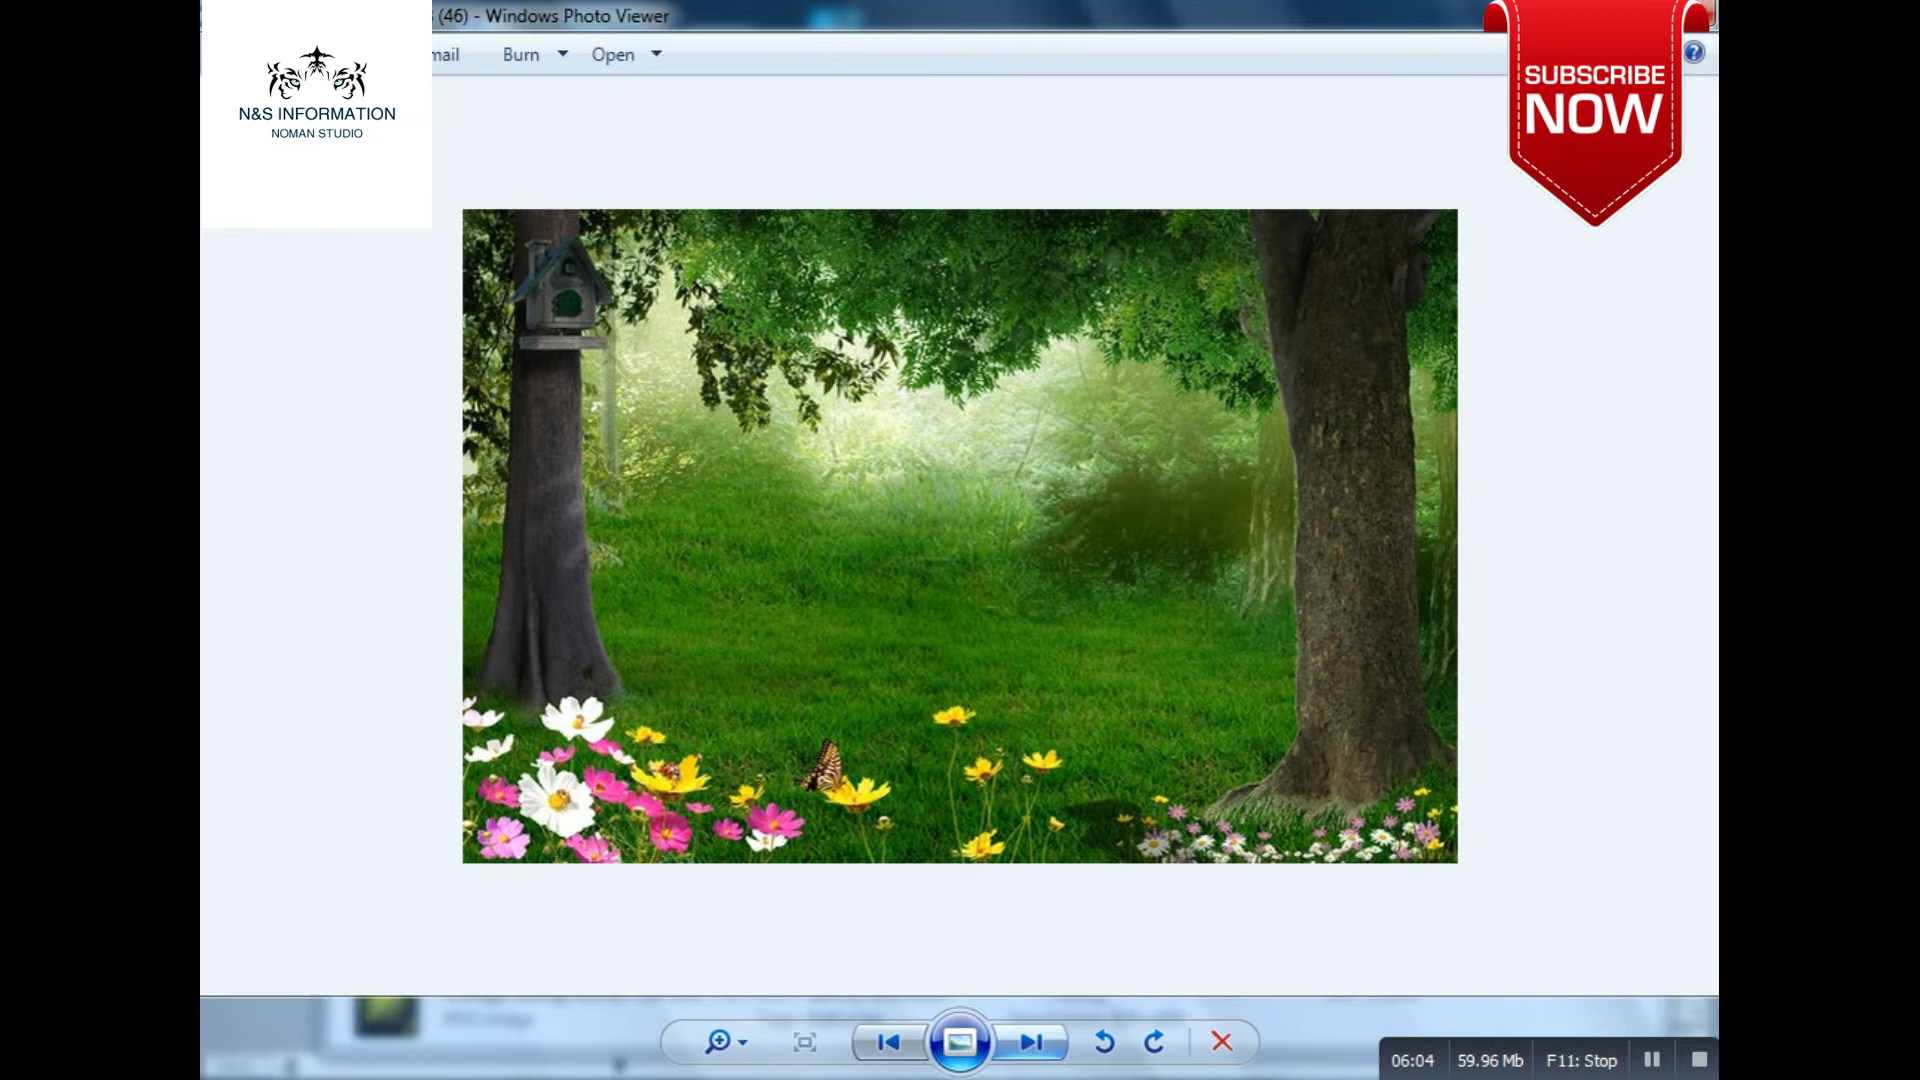 (46) - Windows Photo Viewer
mail
Burn
Open
N&S INFORMATION
NOMAN STUDIO
SUBSCRIBE
NOW
06:04
59.96 Mb
F11: Stop